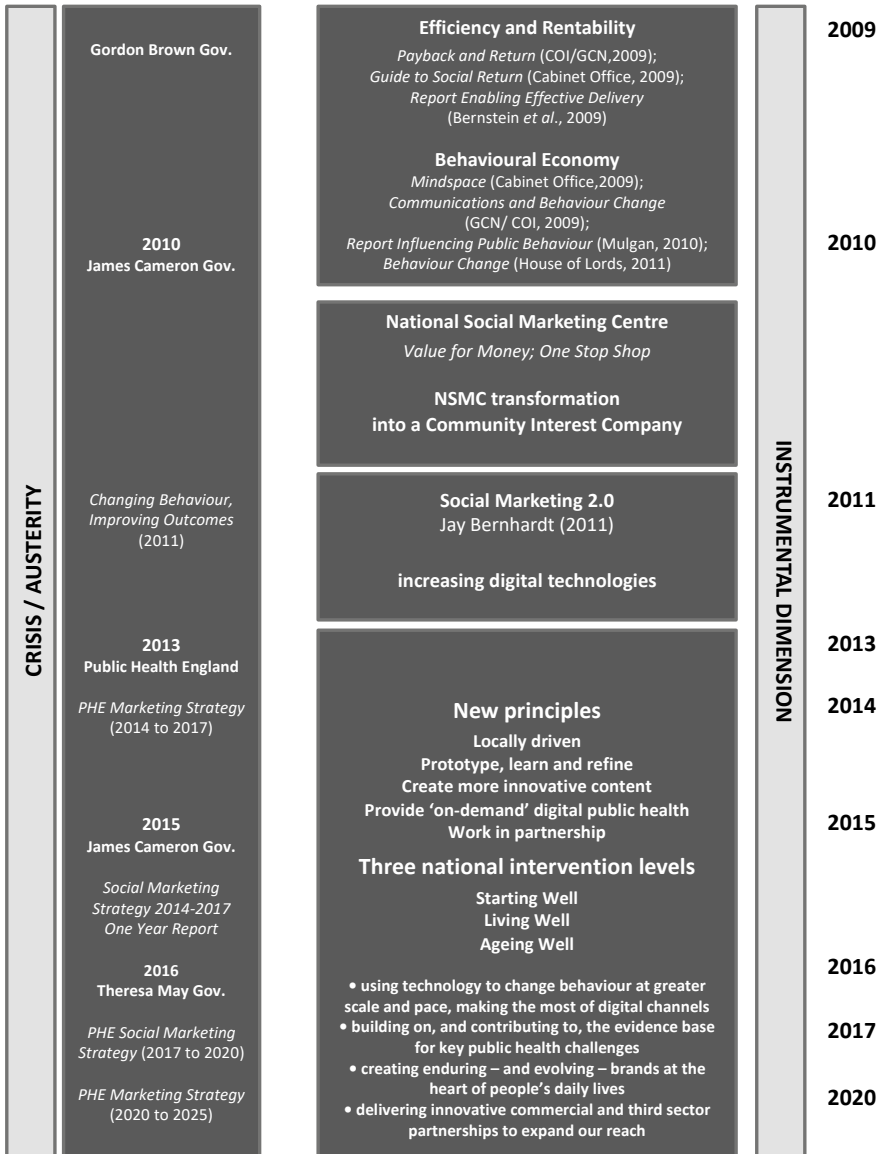 CRISIS / AUSTERITY
Gordon Brown Gov.
2010
James Cameron Gov.
Changing Behaviour,
Improving Outcomes
(2011)
2013
Public Health England
PHE Marketing Strategy
(2014 to 2017)
2015
James Cameron Gov.
Social Marketing
Strategy 2014-2017
One Year Report
2016
Theresa May Gov.
PHE Social Marketing
Strategy (2017 to 2020)
PHE Marketing Strategy
(2020 to 2025)
Efficiency and Rentability
Payback and Return (COI/GCN,2009);
Guide to Social Return (Cabinet Office, 2009);
Report Enabling Effective Delivery
(Bernstein et al., 2009)
Behavioural Economy
Mindspace (Cabinet Office,2009);
Communications and Behaviour Change
(GCN/ COI, 2009);
Report Influencing Public Behaviour (Mulgan, 2010);
Behaviour Change (House of Lords, 2011)
National Social Marketing Centre
Value for Money; One Stop Shop
NSMC transformation
into a Community Interest Company
Social Marketing 2.0
Jay Bernhardt (2011)
increasing digital technologies
New principles
Locally driven
Prototype, learn and refine
Create more innovative content
Provide ‘on-demand’ digital public health
Work in partnership
Three national intervention levels
Starting Well
Living Well
Ageing Well
• using technology to change behaviour at greater
scale and pace, making the most of digital channels
• building on, and contributing to, the evidence base
for key public health challenges
• creating enduring – and evolving – brands at the
heart of people’s daily lives
• delivering innovative commercial and third sector
partnerships to expand our reach
INSTRUMENTAL DIMENSION
2009
2010
2011
2013
2014
2015
2016
2017
2020